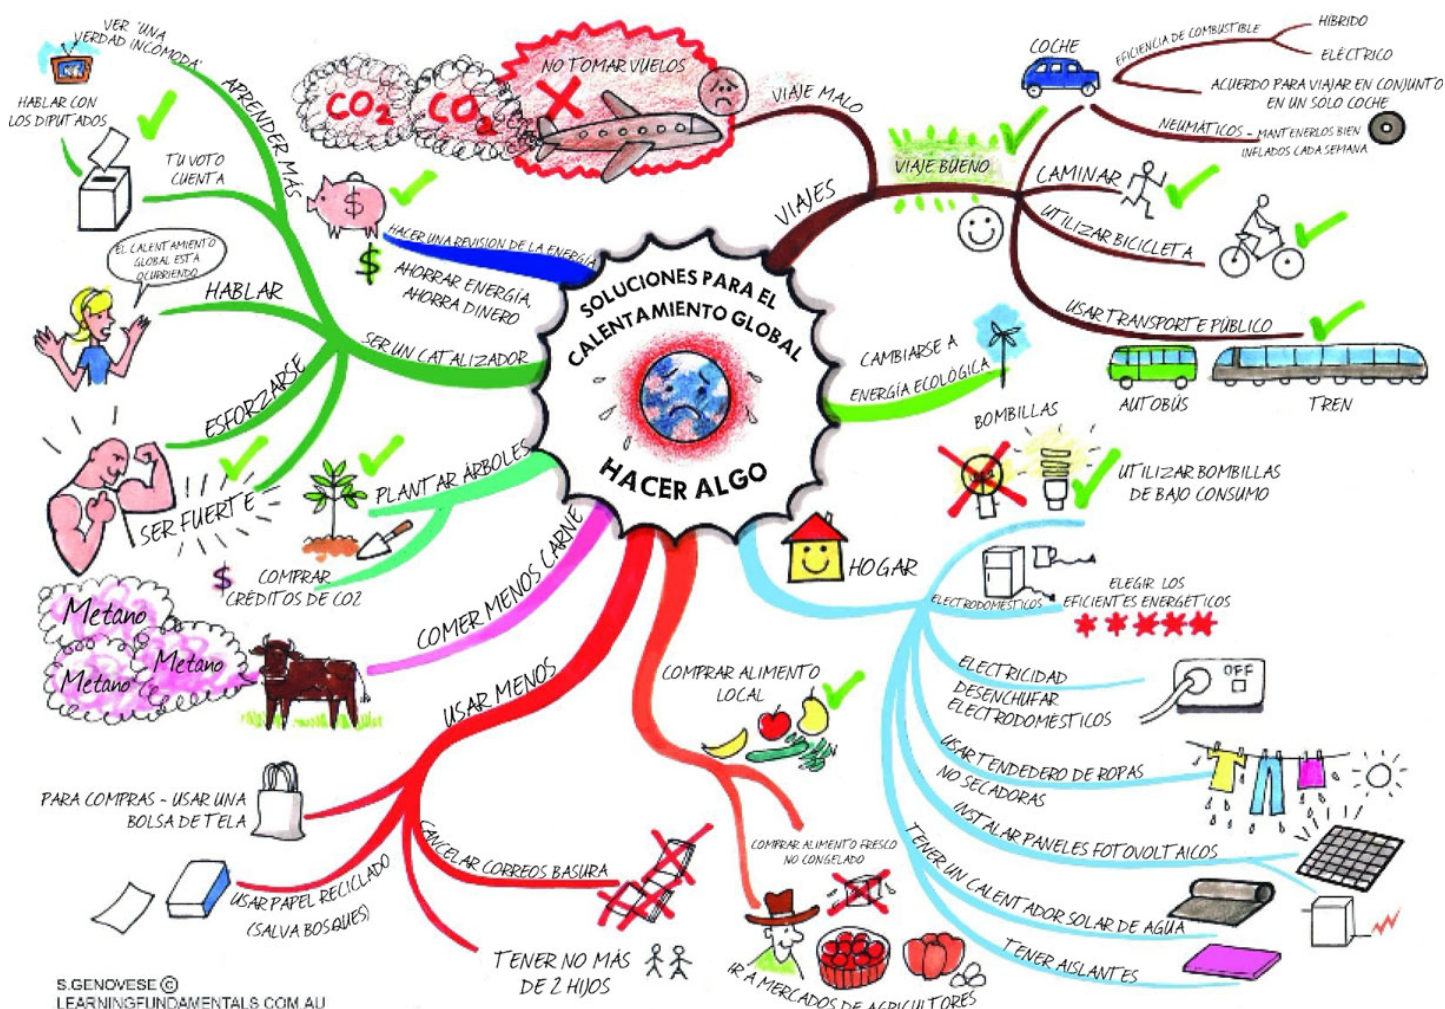 SOLUCIONES PARA EL
CALENTAMIENTO GLOBAL
HACER ALGO
VIAJES
VIAJE MALO
NO TOMAR VUELOS
CO2
CO2
VIAJE BUENO
COCHE
EFICIENCIA DE COMBUSTIBLE
HÍBRIDO
ELÉCTRICO
ACUERDO PARA VIAJAR EN CONJUNTO
EN UN SOLO COCHE
NEUMÁTICOS - MANTENERLOS BIEN
INFLADOS CADA SEMANA
CAMINAR
UTILIZAR BICICLETA
USAR TRANSPORTE PÚBLICO
AUTOBÚS
TREN
CAMBIARSE A
ENERGÍA ECOLÓGICA
HOGAR
BOMBILLAS
UTILIZAR BOMBILLAS
DE BAJO CONSUMO
ELECTRODOMÉSTICOS
ELEGIR LOS
EFICIENTES ENERGÉTICOS
ELECTRICIDAD
DESENCHUFAR
ELECTRODOMÉSTICOS
OFF
USAR TENDEDERO DE ROPAS
NO SECADORAS
INSTALAR PANELES FOTOVOLTAICOS
TENER UN CALENTADOR SOLAR DE AGUA
TENER AISLANTES
COMPRAR ALIMENTO
LOCAL
COMPRAR ALIMENTO FRESCO
NO CONGELADO
IR A MERCADOS DE AGRICULTORES
USAR MENOS
PARA COMPRAS - USAR UNA
BOLSA DE TELA
USAR PAPEL RECICLADO
(SALVA BOSQUES)
CANCELAR CORREOS BASURA
TENER NO MÁS
DE 2 HIJOS
COMER MENOS CARNE
Metano
Metano
Metano
PLANTAR ÁRBOLES
$
COMPRAR
CRÉDITOS DE CO2
SER UN CATALIZADOR
APRENDER MÁS
VER "UNA
VERDAD INCÓMODA"
TU VOTO
CUENTA
HABLAR CON
LOS DIPUTADOS
HABLAR
EL CALENTAMIENTO
GLOBAL ESTÁ
OCURRIENDO
ESFORZARSE
SER FUERTE
HACER UNA REVISION DE LA ENERGÍA
$
$
AHORRAR ENERGÍA,
AHORRA DINERO
S.GENOVESE ©
LEARNINGFUNDAMENTALS.COM.AU